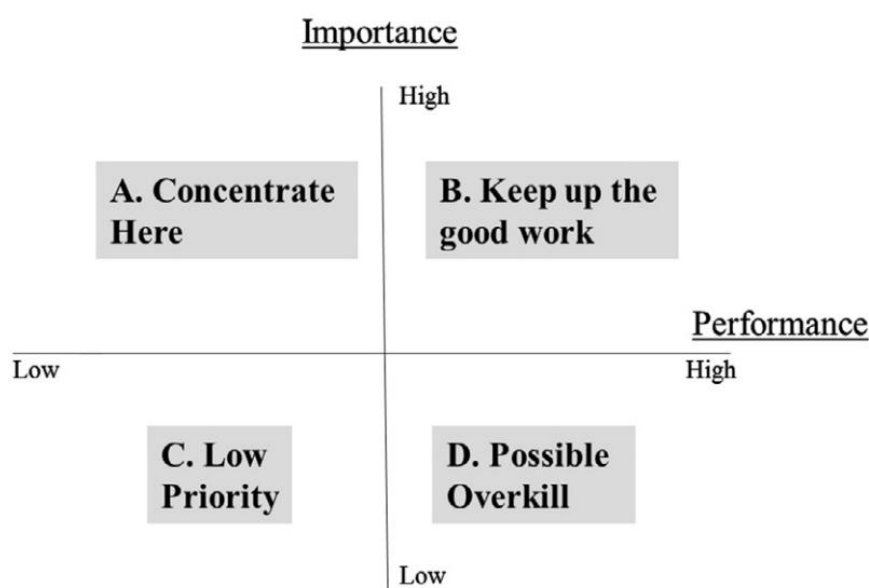 Importance
High
A. Concentrate
Here
B. Keep up the
good work
Performance
Low
High
C. Low
Priority
D. Possible
Overkill
Low